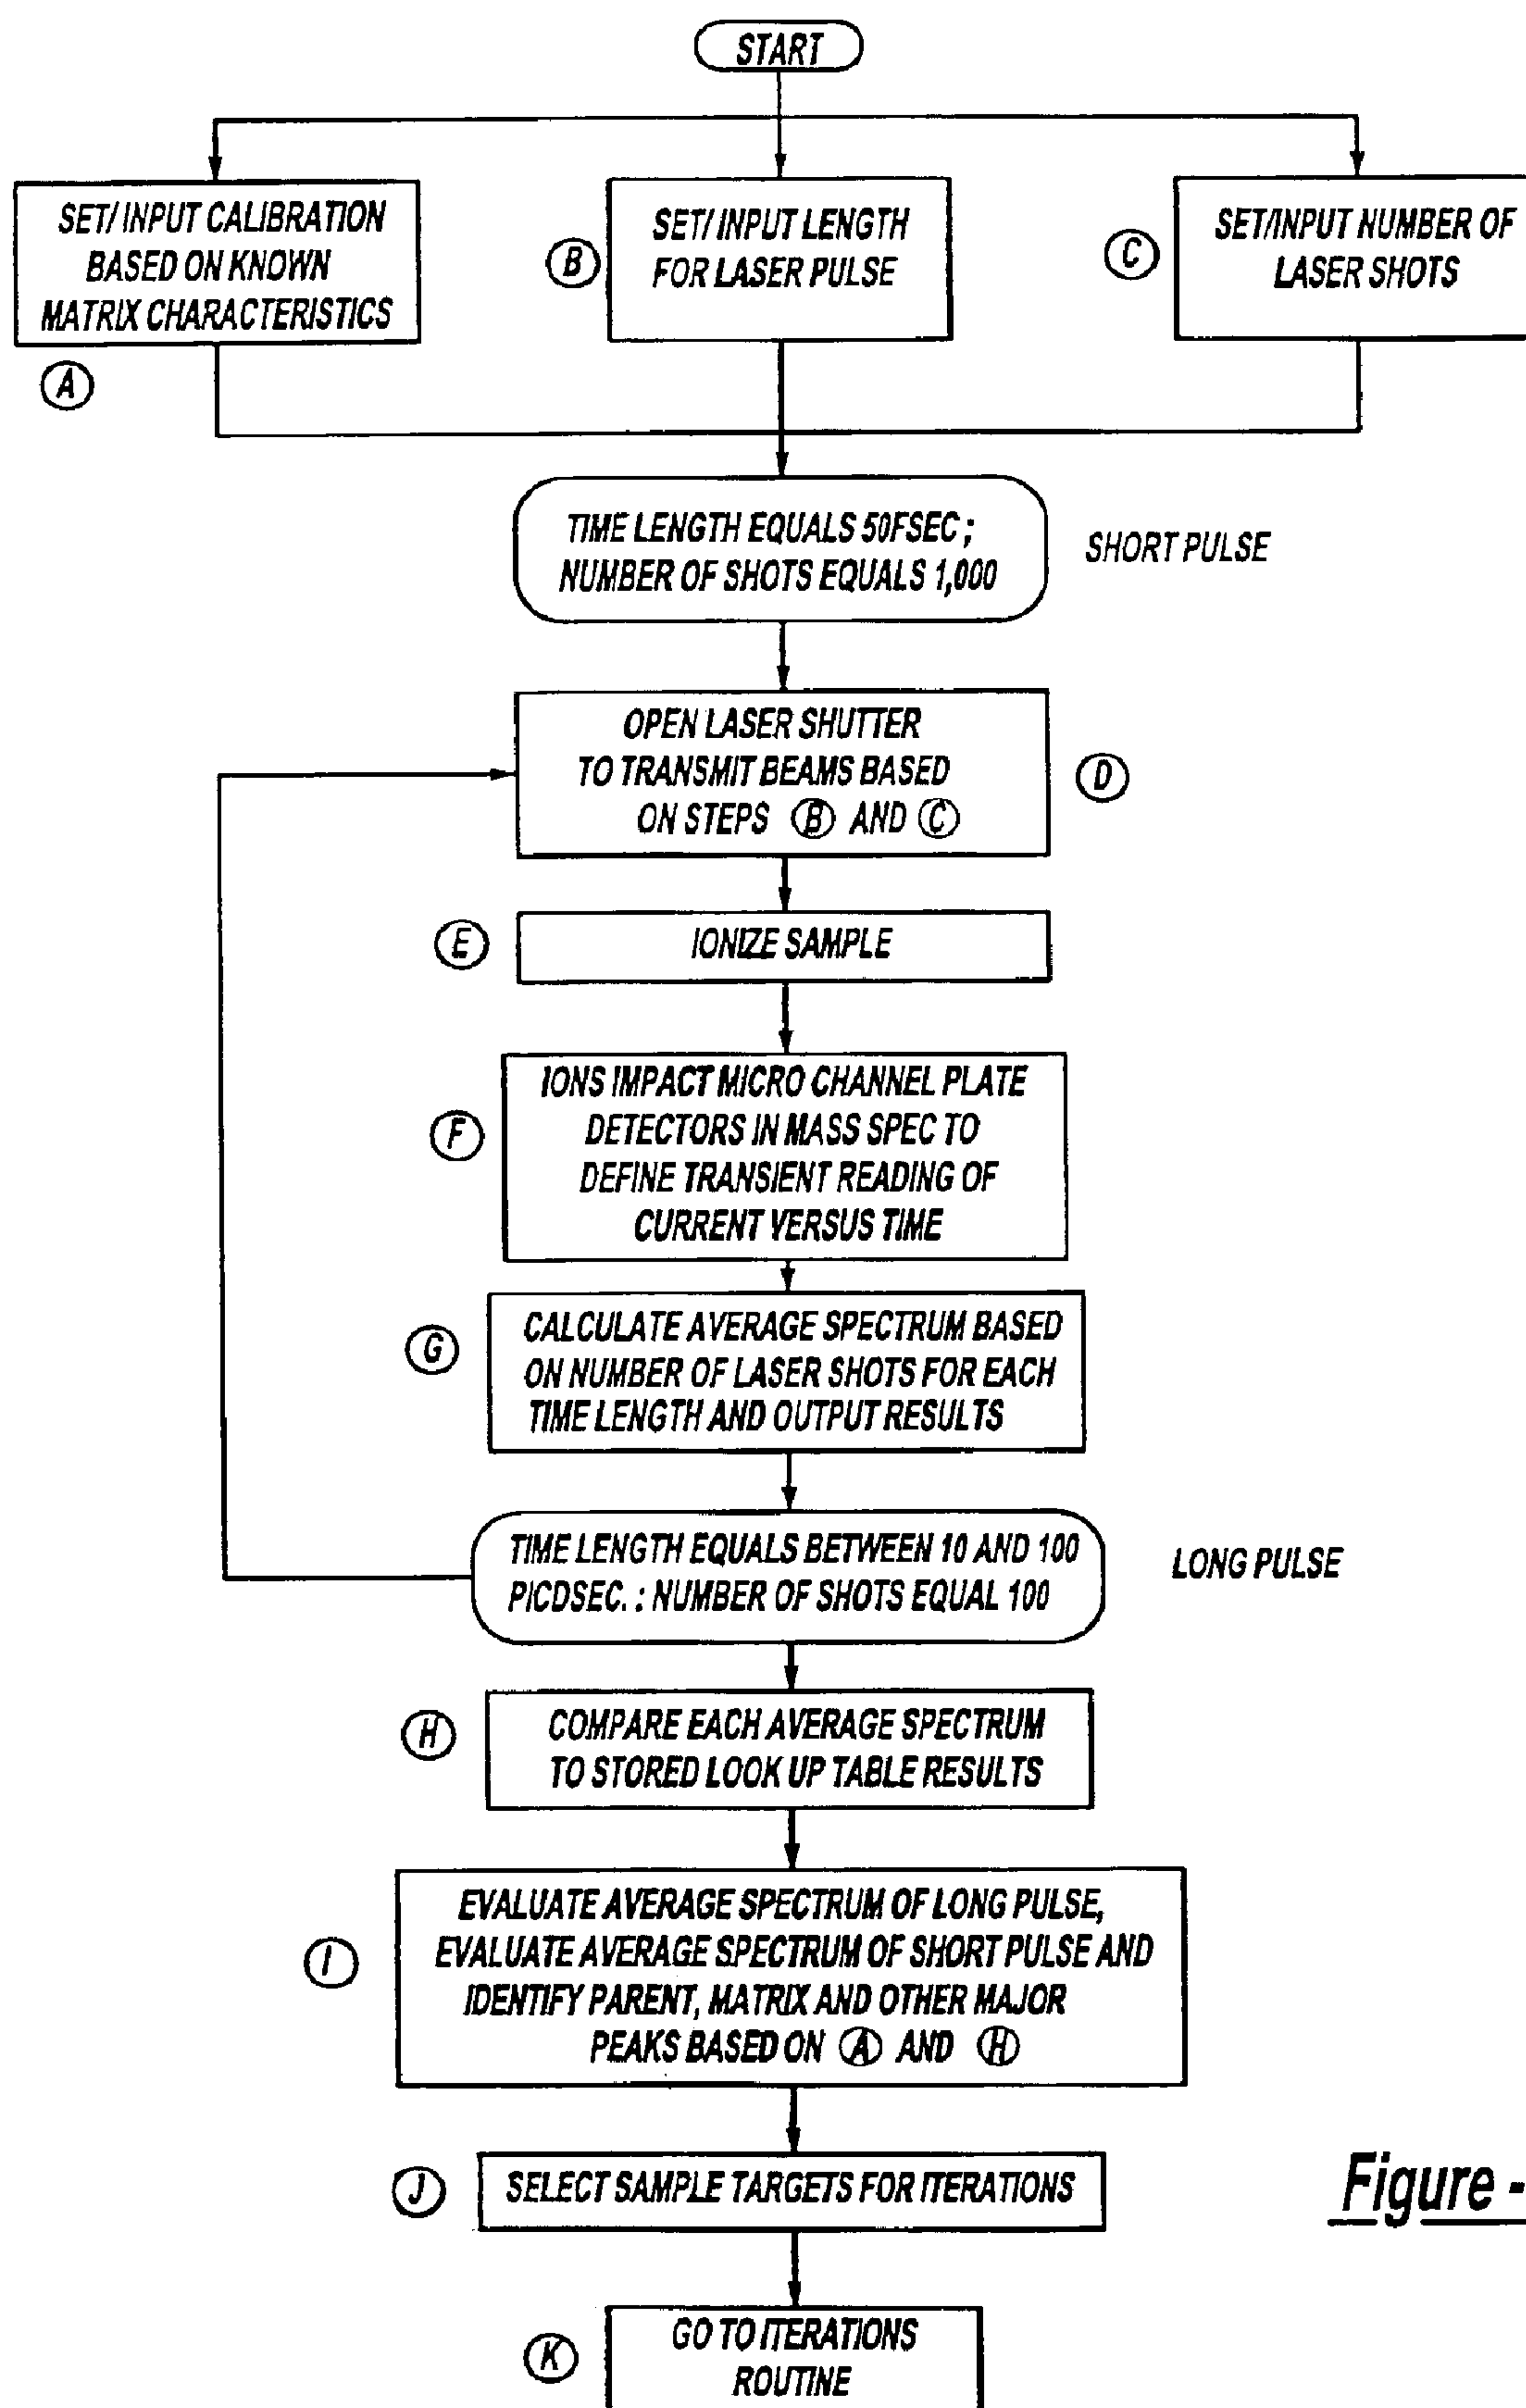 START
SET/ INPUT CALIBRATION
BASED ON KNOWN
MATRIX CHARACTERISTICS
A
B
SET/ INPUT LENGTH
FOR LASER PULSE
C
SET/INPUT NUMBER OF
LASER SHOTS
TIME LENGTH EQUALS 50FSEC ;
NUMBER OF SHOTS EQUALS 1,000
SHORT PULSE
OPEN LASER SHUTTER
TO TRANSMIT BEAMS BASED
ON STEPS B AND C
D
E
IONIZE SAMPLE
F
IONS IMPACT MICRO CHANNEL PLATE
DETECTORS IN MASS SPEC TO
DEFINE TRANSIENT READING OF
CURRENT VERSUS TIME
G
CALCULATE AVERAGE SPECTRUM BASED
ON NUMBER OF LASER SHOTS FOR EACH
TIME LENGTH AND OUTPUT RESULTS
TIME LENGTH EQUALS BETWEEN 10 AND 100
PICDSEC. : NUMBER OF SHOTS EQUAL 100
LONG PULSE
H
COMPARE EACH AVERAGE SPECTRUM
TO STORED LOOK UP TABLE RESULTS
I
EVALUATE AVERAGE SPECTRUM OF LONG PULSE,
EVALUATE AVERAGE SPECTRUM OF SHORT PULSE AND
IDENTIFY PARENT, MATRIX AND OTHER MAJOR
PEAKS BASED ON A AND H
J
SELECT SAMPLE TARGETS FOR ITERATIONS
Figure -
K
GO TO ITERATIONS
ROUTINE